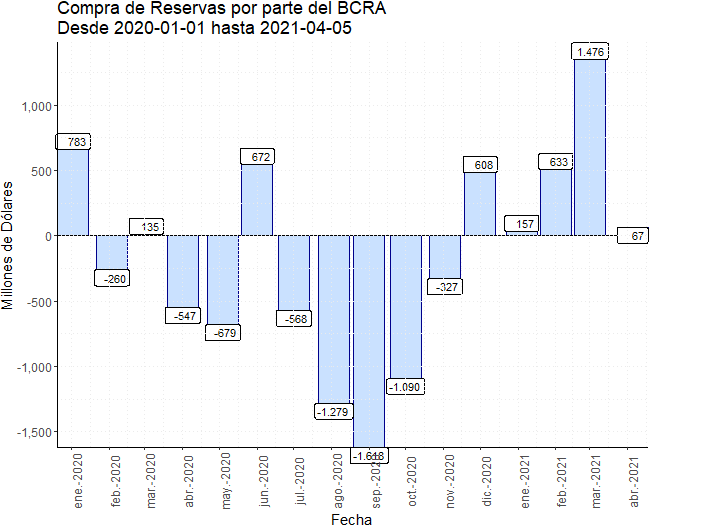 Compra de Reservas por parte del BCRA
Desde 2020-01-01 hasta 2021-04-05
Millones de Dólares
1,000
500
0
-500
-1,000
-1,500
783
-260
135
-547
-679
672
-568
-1.279
-1.618
-1.090
-327
608
157
633
1.476
67
ene.-2020
feb.-2020
mar.-2020
abr.-2020
may.-2020
jun.-2020
jul.-2020
ago.-2020
sep.-2020
oct.-2020
nov.-2020
dic.-2020
ene.-2021
feb.-2021
mar.-2021
abr.-2021
Fecha